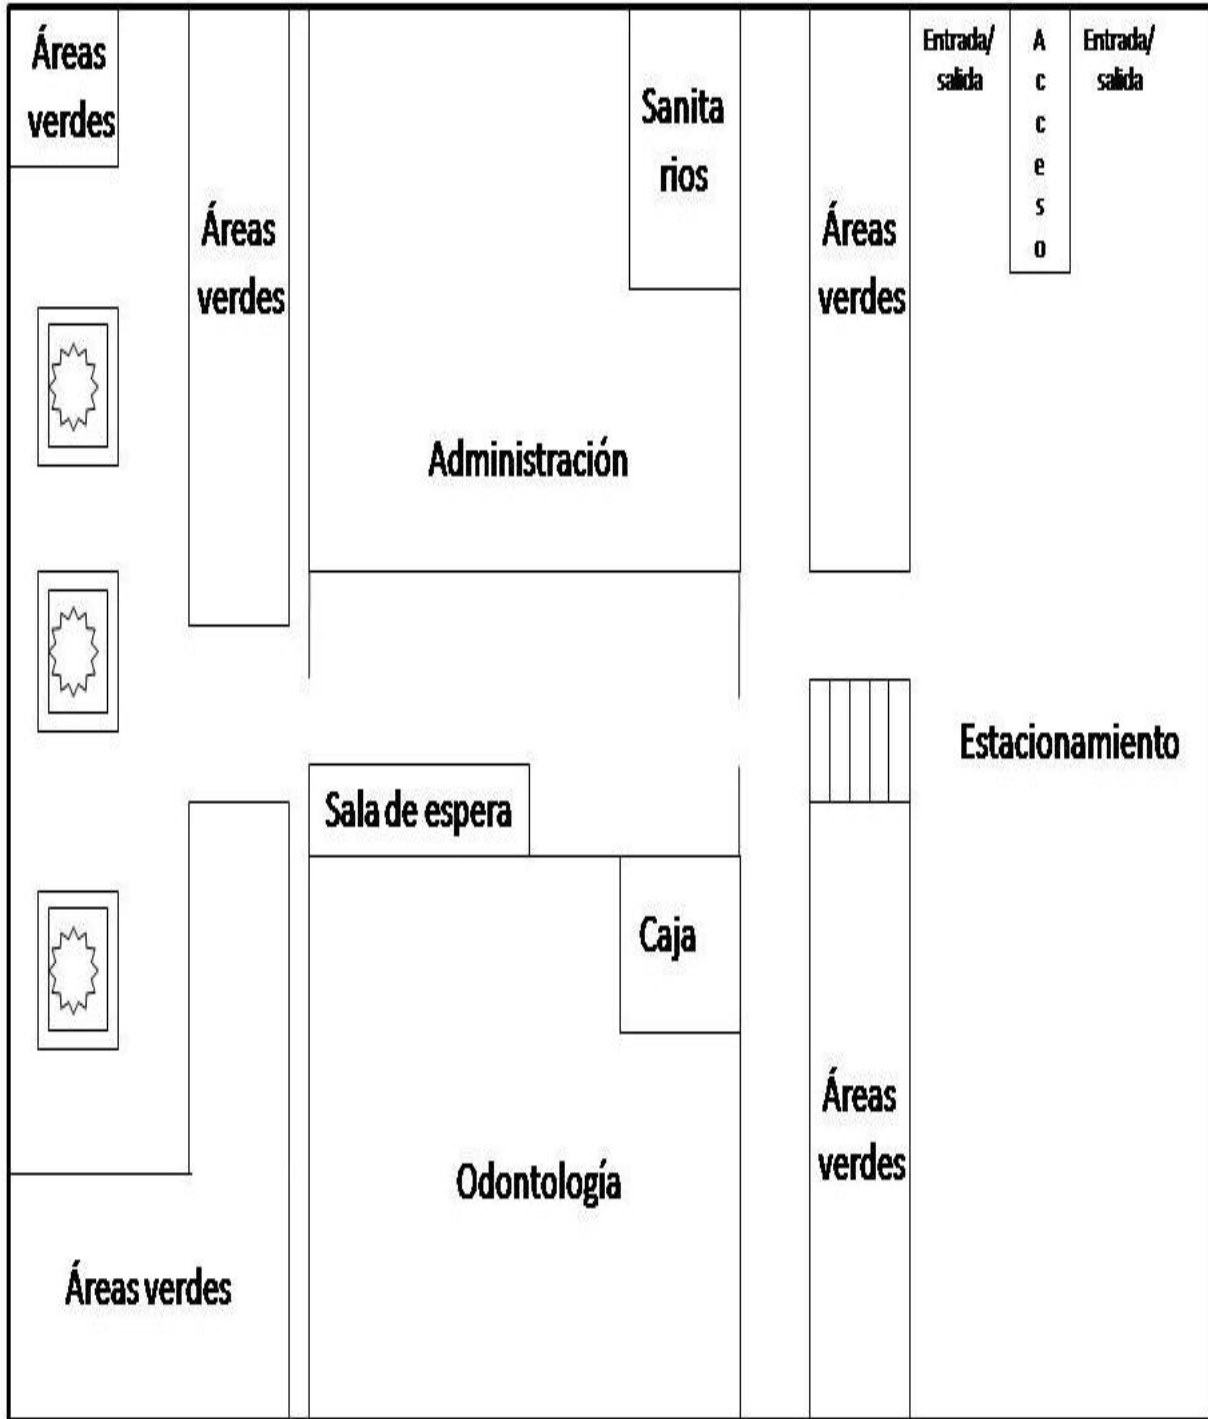 Áreas
verdes
Áreas
verdes
Sanita
rios
Áreas
verdes
Entrada/
salida
A
c
c
e
s
o
Entrada/
salida
Administración
Estacionamiento
Sala de espera
Caja
Odontología
Áreas
verdes
Áreas verdes